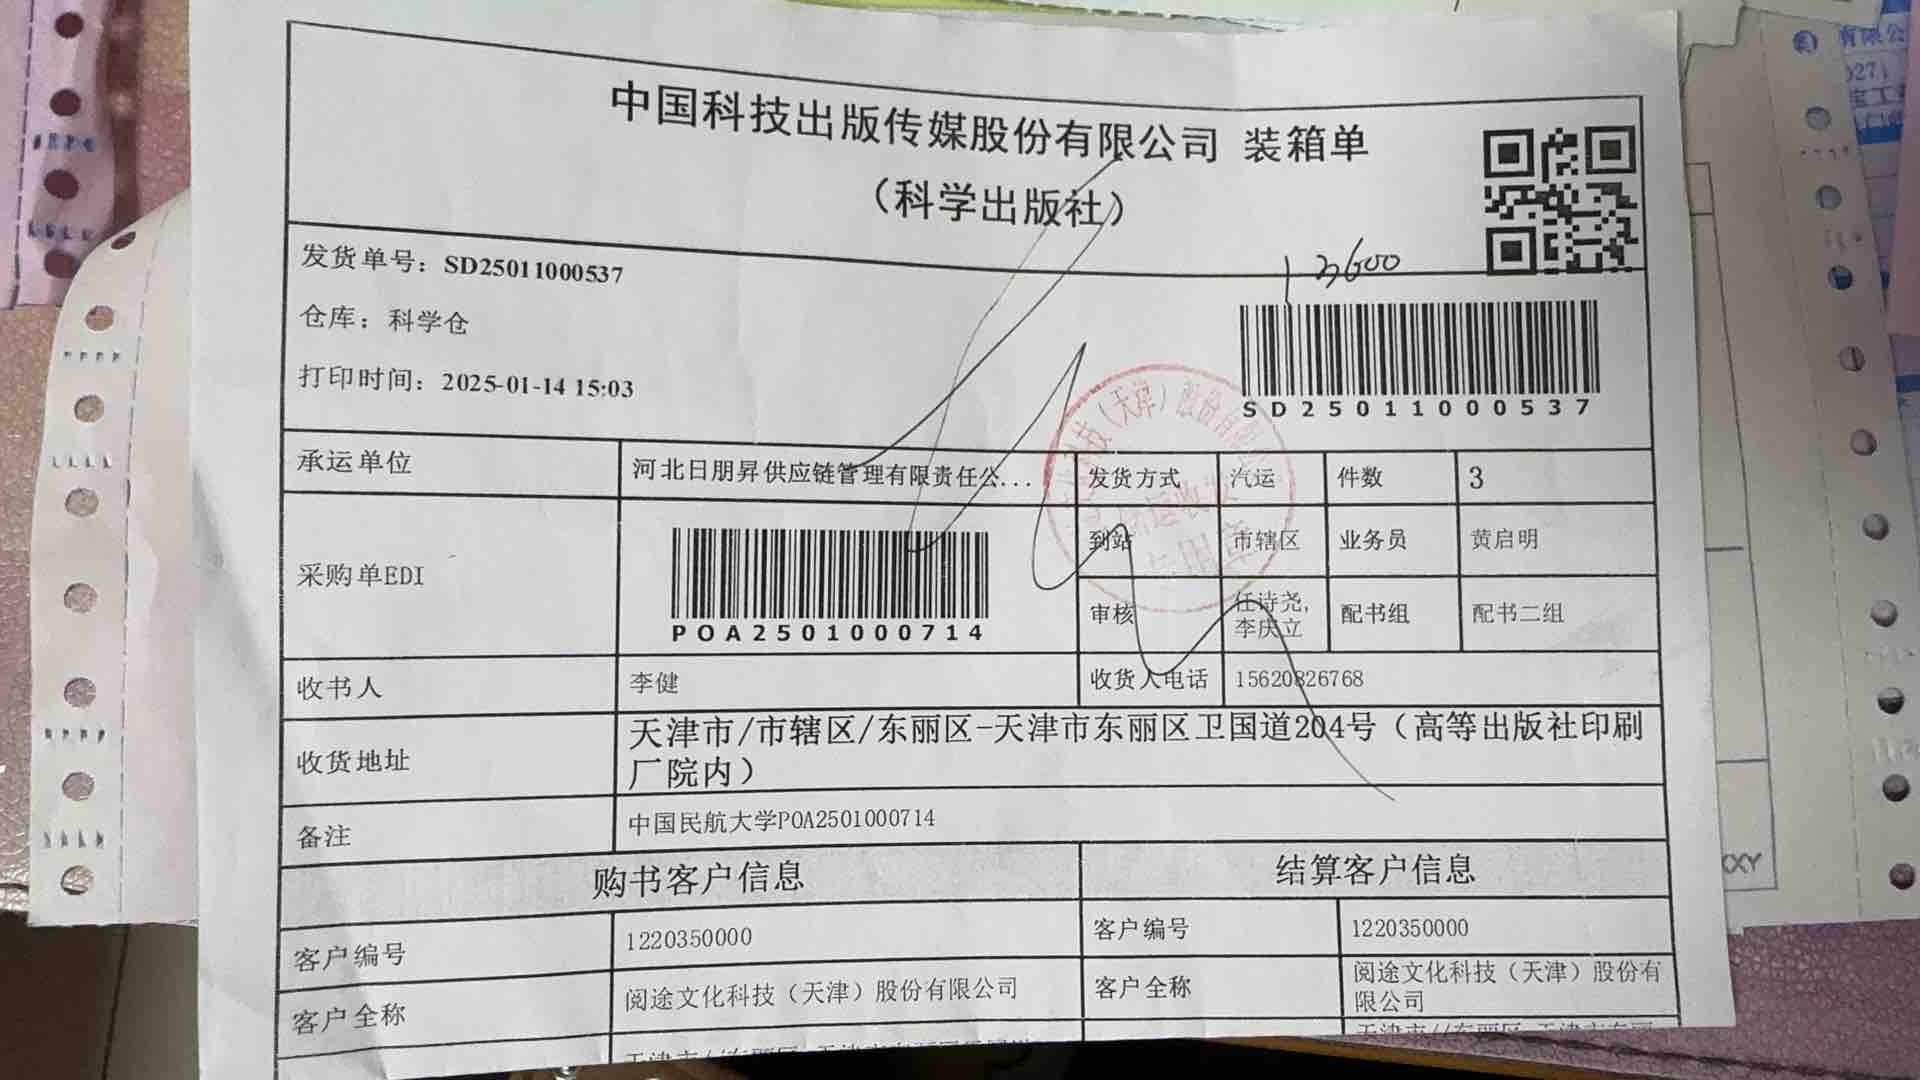 中国科技出版传媒股份有限公司 装箱单
（科学出版社）
发货单号：SD25011000537
13600
仓库：科学仓
打印时间：2025-01-14 15:03
SD25011000537
承运单位 河北日朋昇供应链管理有限责任公... 发货方式 汽运 件数 3
采购单EDI POA2501000714 到站 市辖区 业务员 黄启明
审核 任诗尧,李庆立 配书组 配书二组
收书人 李健 收货人电话 15620826768
收货地址 天津市/市辖区/东丽区-天津市东丽区卫国道204号（高等出版社印刷
厂院内）
备注 中国民航大学POA2501000714
购书客户信息 结算客户信息
客户编号 1220350000 客户编号 1220350000
客户全称 阅途文化科技（天津）股份有限公司 客户全称 阅途文化科技（天津）股份有
限公司